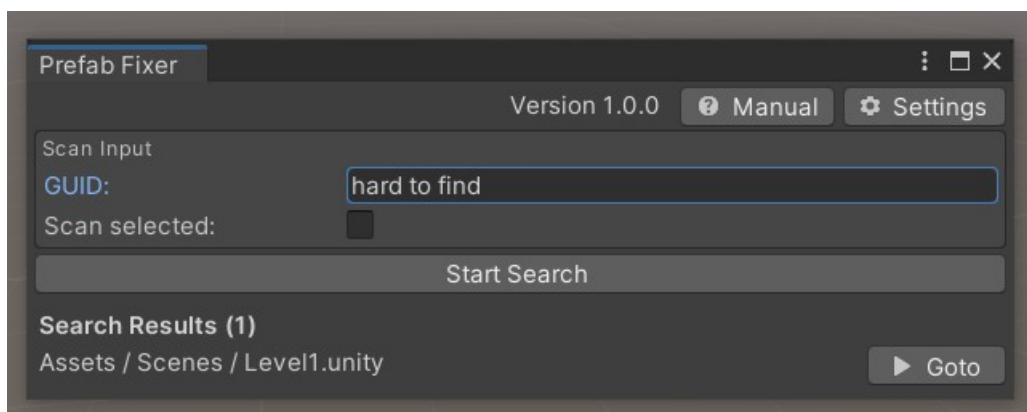 Prefab Fixer
Version 1.0.0 Manual Settings
Scan Input
GUID: hard to find
Scan selected:
Start Search
Search Results (1)
Assets / Scenes / Level1.unity Goto